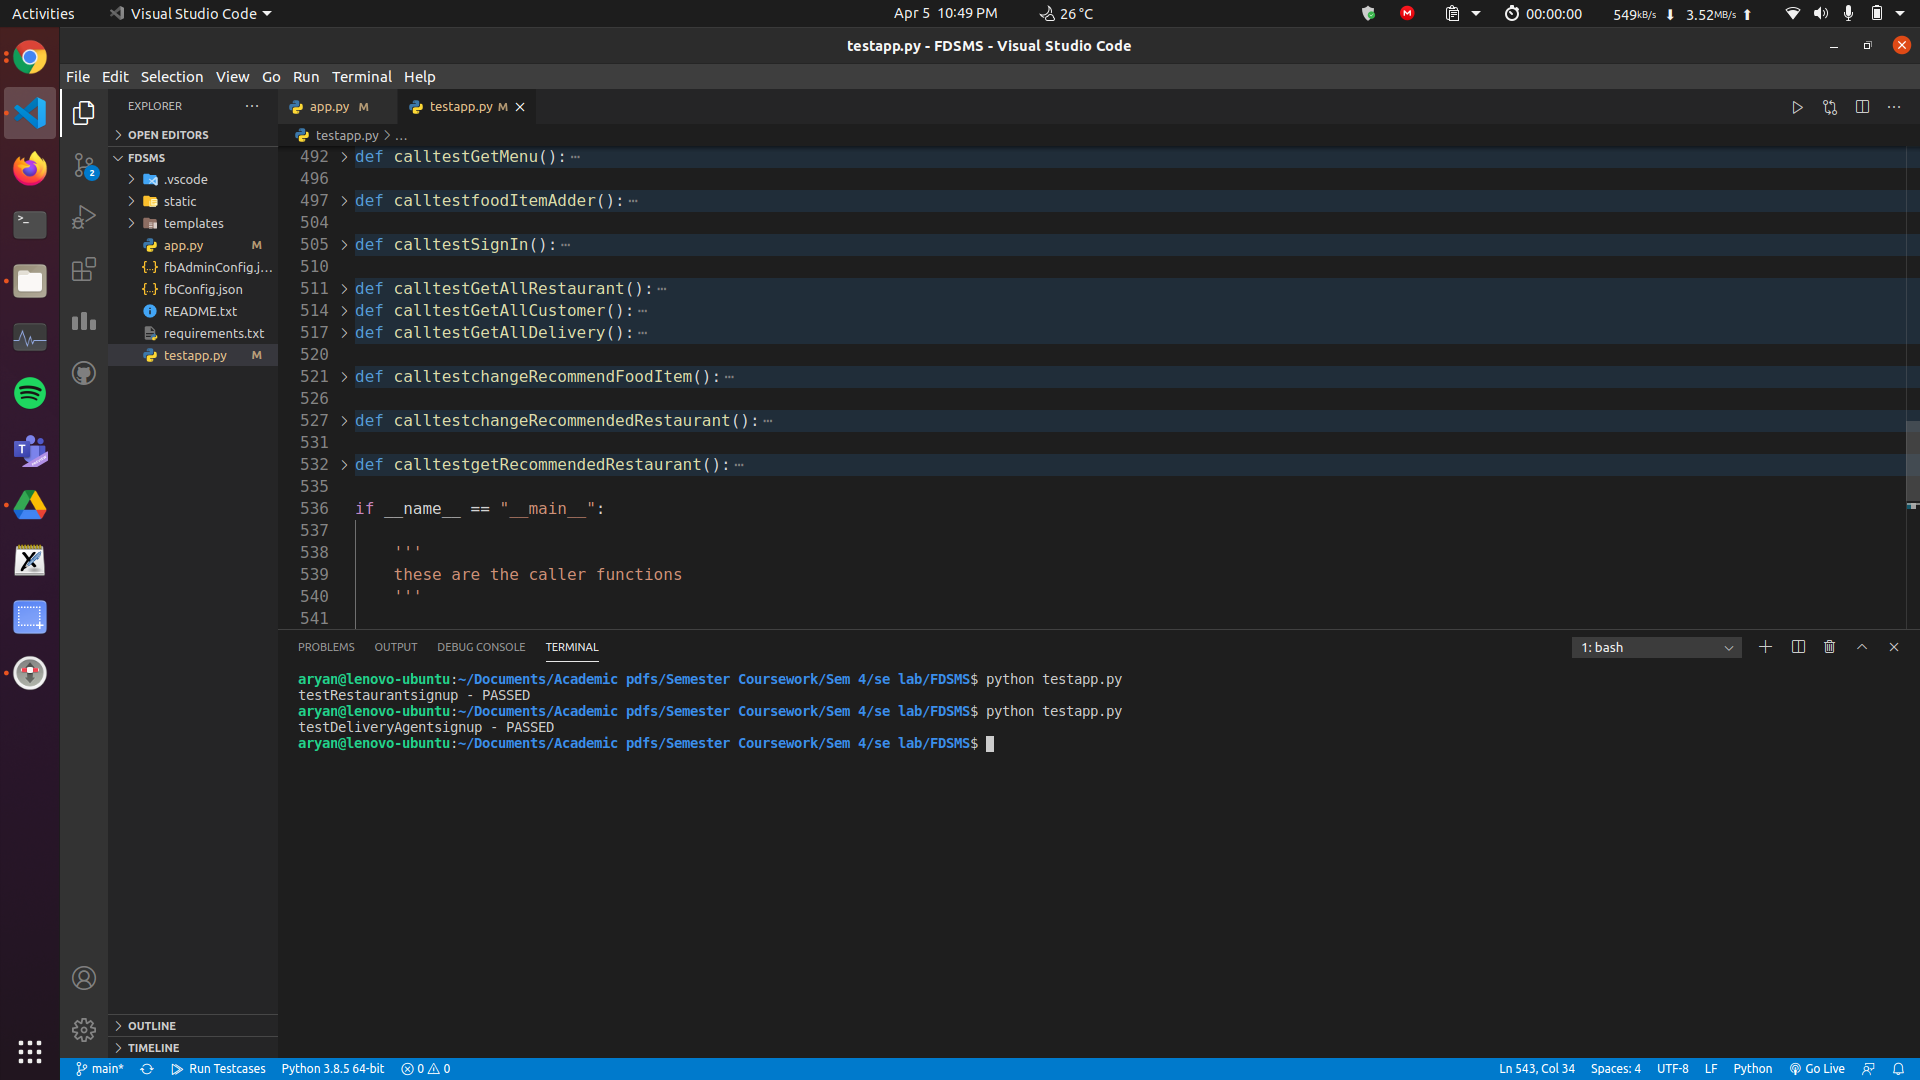 Activities
Visual Studio Code
Apr 5 10:49 PM
26 °C
00:00:00
549kB/s
3.52MB/s
testapp.py - FDSMS - Visual Studio Code
File Edit Selection View Go Run Terminal Help
EXPLORER
OPEN EDITORS
FDSMS
.vscode
static
templates
app.py M
fbAdminConfig.j...
fbConfig.json
README.txt
requirements.txt
testapp.py M
OUTLINE
TIMELINE
2
app.py M
testapp.py M
testapp.py > ...
492 def calltestGetMenu():
496
497 def calltestfoodItemAdder():
504
505 def calltestSignIn():
510
511 def calltestGetAllRestaurant():
514 def calltestGetAllCustomer():
517 def calltestGetAllDelivery():
520
521 def calltestchangeRecommendFoodItem():
526
527 def calltestchangeRecommendedRestaurant():
531
532 def calltestgetRecommendedRestaurant():
535
536 if __name__ == "__main__":
537
538 '''
539 these are the caller functions
540 '''
541
PROBLEMS OUTPUT DEBUG CONSOLE TERMINAL
1: bash
aryan@lenovo-ubuntu:~/Documents/Academic pdfs/Semester Coursework/Sem 4/se lab/FDSMS$ python testapp.py
testRestaurantsignup - PASSED
aryan@lenovo-ubuntu:~/Documents/Academic pdfs/Semester Coursework/Sem 4/se lab/FDSMS$ python testapp.py
testDeliveryAgentsignup - PASSED
aryan@lenovo-ubuntu:~/Documents/Academic pdfs/Semester Coursework/Sem 4/se lab/FDSMS$
main* Run Testcases Python 3.8.5 64-bit 0 0
Ln 543, Col 34 Spaces: 4 UTF-8 LF Python Go Live